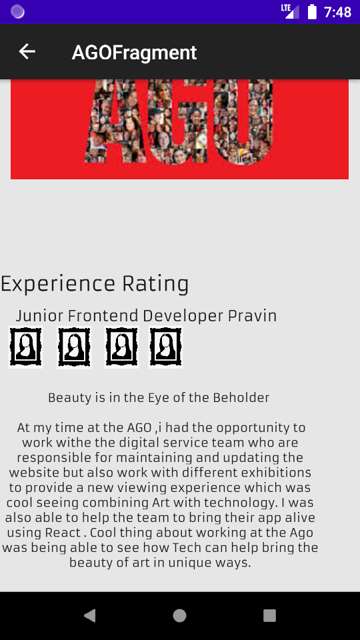 LTE 7:48
AGOFragment
AGO
Experience Rating
Junior Frontend Developer Pravin
Beauty is in the Eye of the Beholder
At my time at the AGO ,i had the opportunity to
work withe the digital service team who are
responsible for maintaining and updating the
website but also work with different exhibitions
to provide a new viewing experience which was
cool seeing combining Art with technology. I was
also able to help the team to bring their app alive
using React . Cool thing about working at the Ago
was being able to see how Tech can help bring the
beauty of art in unique ways.